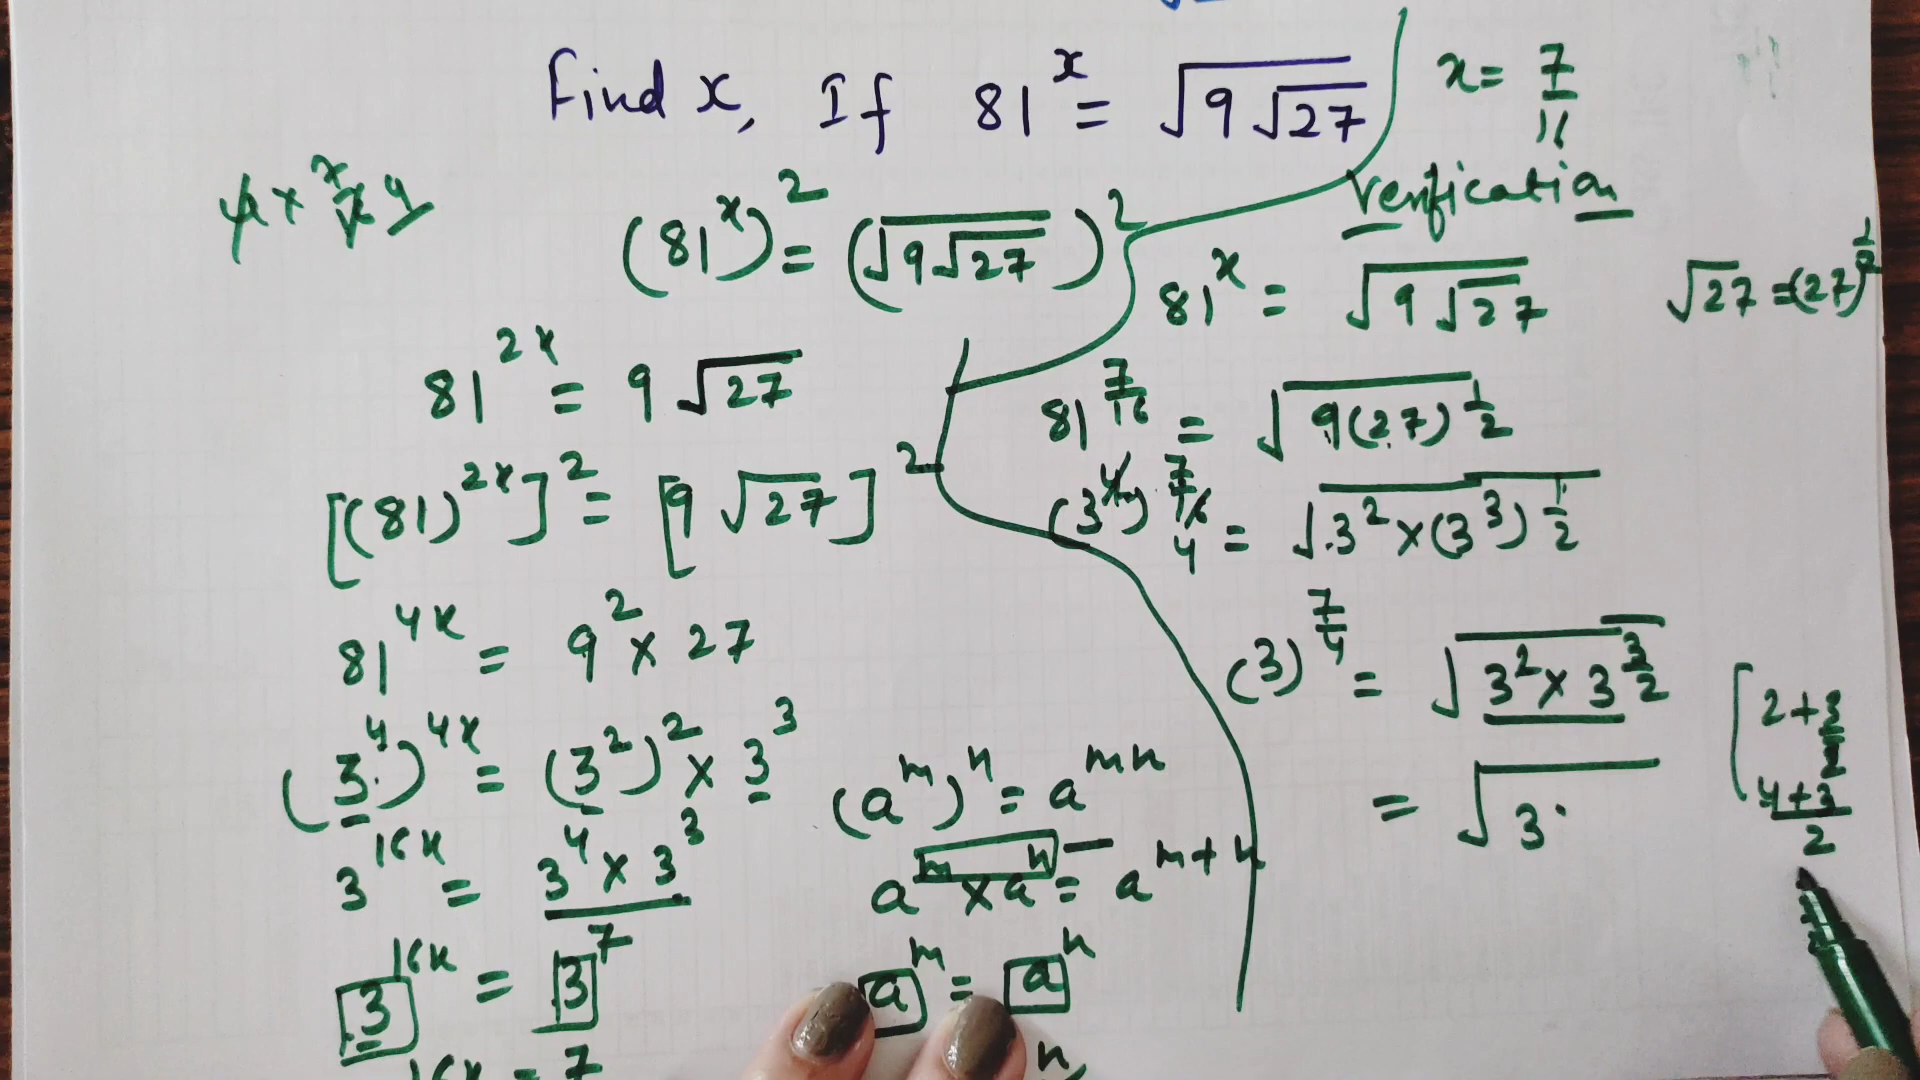 Find x, If 81^x = √(9√27)
(81^x)^2 = (√(9√27))^2
81^2x = 9√27
[(81)^2x]^2 = [9√27]^2
81^4x = 9^2 × 27
(3^4)^4x = (3^2)^2 × 3^3
3^16x = 3^4 × 3^3
3^16x = 3^7
16x = 7
(a^m)^n = a^mn
a^m × a^n = a^m+n
a^m = a^n
x = 7/16
Verification
81^x = √(9√27)
√27 = (27)^1/2
81^7/16 = √(9(27)^1/2)
(3^4)^7/16 4 = √(3^2 × (3^3)^1/2)
(3)^7/4 = √(3^2 × 3^3/2)
= √3
[2+3/2
4+3/2